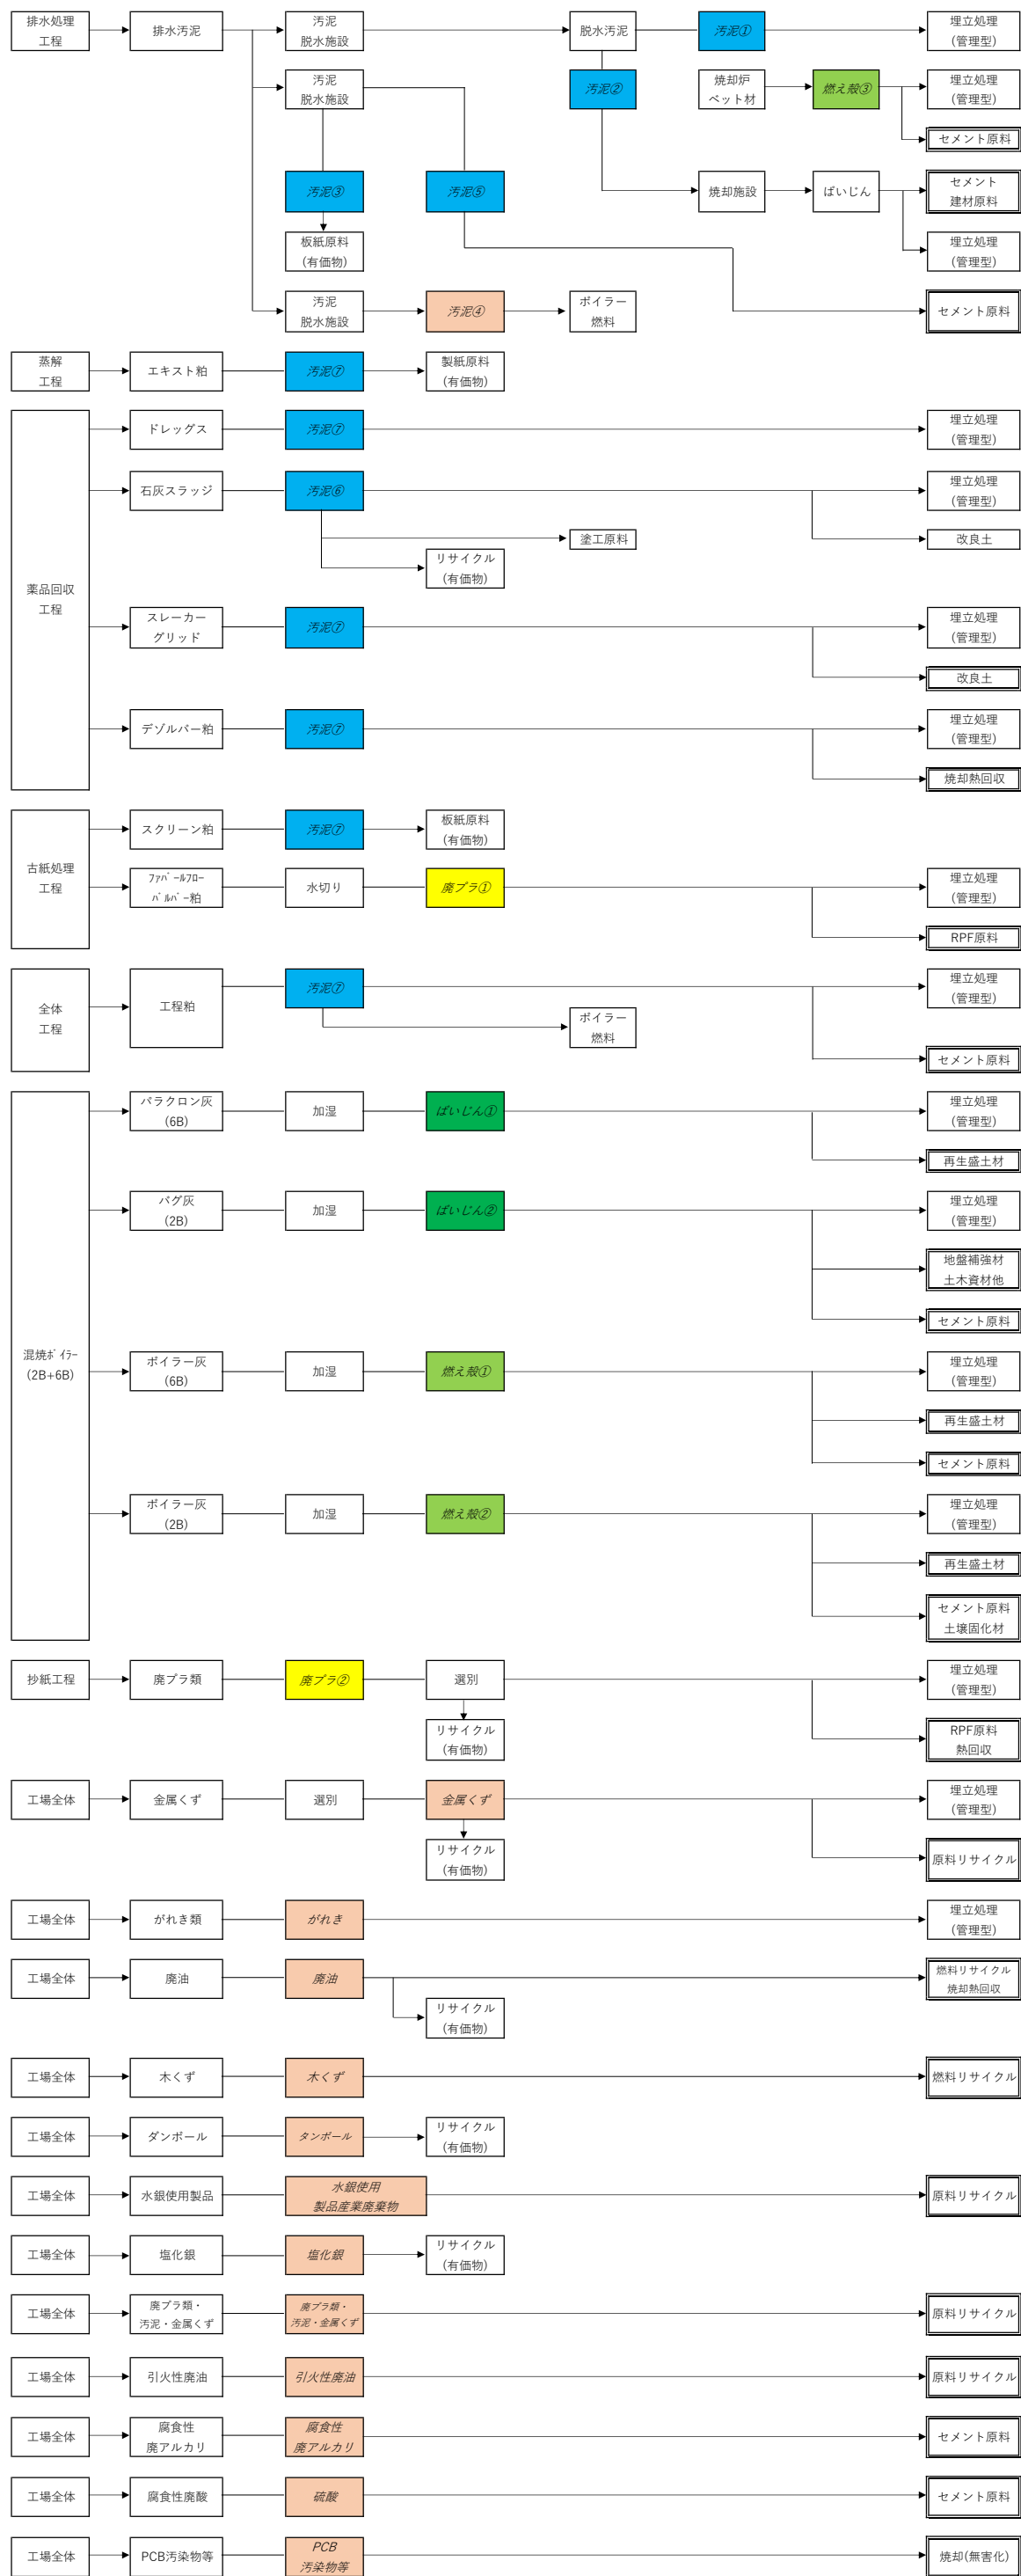 排水処理
工程
排水汚泥
汚泥
脱水施設
脱水汚泥
汚泥①
埋立処理
(管理型)
汚泥
脱水施設
汚泥②
焼却炉
ベット材
燃え殻③
埋立処理
(管理型)
セメント原料
汚泥③
汚泥⑤
焼却施設
ばいじん
セメント
建材原料
板紙原料
(有価物)
埋立処理
(管理型)
汚泥
脱水施設
汚泥④
ボイラー
燃料
セメント原料
蒸解
工程
エキスト粕
汚泥⑦
製紙原料
(有価物)
薬品回収
工程
ドレッグス
汚泥⑦
埋立処理
(管理型)
石灰スラッジ
汚泥⑥
埋立処理
(管理型)
塗工原料
改良土
リサイクル
(有価物)
スレーカー
グリッド
汚泥⑦
埋立処理
(管理型)
改良土
デゾルバー粕
汚泥⑦
埋立処理
(管理型)
焼却熱回収
古紙処理
工程
スクリーン粕
汚泥⑦
板紙原料
(有価物)
ﾌｧﾊﾞｰﾙﾌﾛｰ
ﾊﾟﾙﾊﾟｰ粕
水切り
廃プラ①
埋立処理
(管理型)
RPF原料
全体
工程
工程粕
汚泥⑦
埋立処理
(管理型)
ボイラー
燃料
セメント原料
混焼ﾎﾞｲﾗｰ
(2B+6B)
バラクロン灰
(6B)
加湿
ばいじん①
埋立処理
(管理型)
再生盛土材
バグ灰
(2B)
加湿
ばいじん②
埋立処理
(管理型)
地盤補強材
土木資材他
セメント原料
ボイラー灰
(6B)
加湿
燃え殻①
埋立処理
(管理型)
再生盛土材
セメント原料
ボイラー灰
(2B)
加湿
燃え殻②
埋立処理
(管理型)
再生盛土材
セメント原料
土壌固化材
抄紙工程
廃プラ類
廃プラ②
選別
埋立処理
(管理型)
リサイクル
(有価物)
RPF原料
熱回収
工場全体
金属くず
選別
金属くず
埋立処理
(管理型)
リサイクル
(有価物)
原料リサイクル
工場全体
がれき類
がれき
埋立処理
(管理型)
工場全体
廃油
廃油
燃料リサイクル
焼却熱回収
リサイクル
(有価物)
工場全体
木くず
木くず
燃料リサイクル
工場全体
ダンボール
タンボール
リサイクル
(有価物)
工場全体
水銀使用製品
水銀使用
製品産業廃棄物
原料リサイクル
工場全体
塩化銀
塩化銀
リサイクル
(有価物)
工場全体
廃プラ類・
汚泥・金属くず
廃プラ類・
汚泥・金属くず
原料リサイクル
工場全体
引火性廃油
引火性廃油
原料リサイクル
工場全体
腐食性
廃アルカリ
腐食性
廃アルカリ
セメント原料
工場全体
腐食性廃酸
硫酸
セメント原料
工場全体
PCB汚染物等
PCB
汚染物等
焼却(無害化)